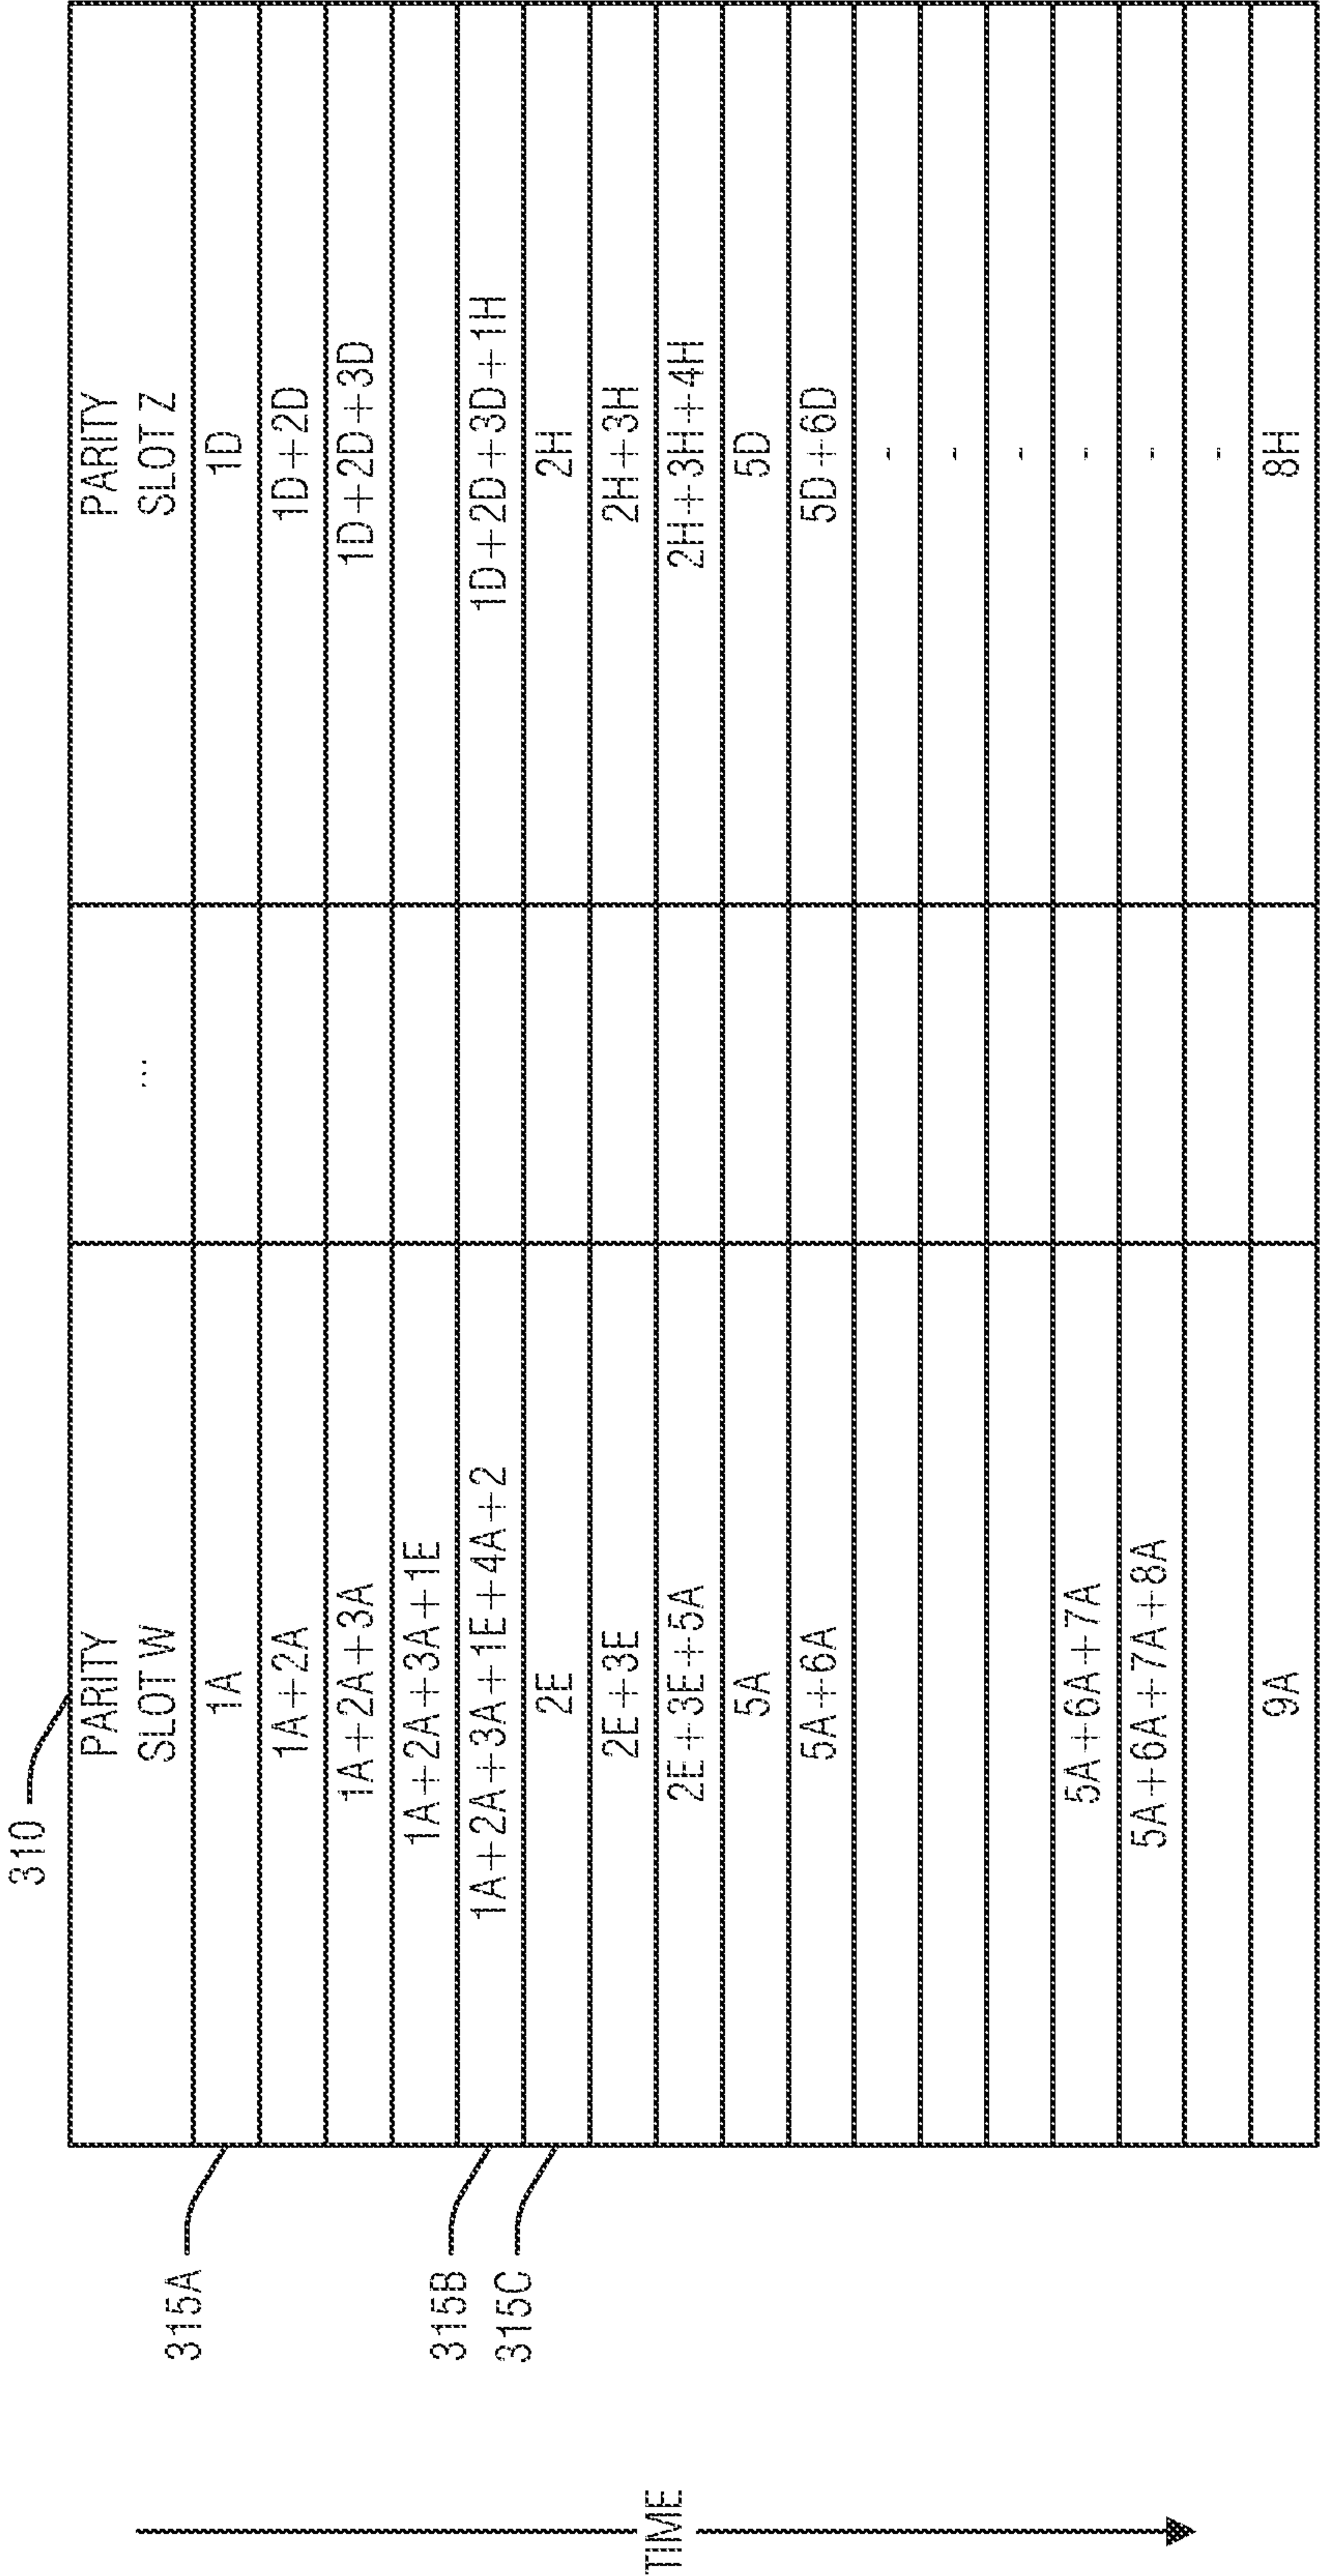 310
PARITY SLOT W ... PARITY SLOT Z
315A 1A 1D
1A+2A 1D+2D
1A+2A+3A 1D+2D+3D
1A+2A+3A+1E
315B 1A+2A+3A+1E+4A+2 1D+2D+3D+1H
315C 2E 2H
2E+3E 2H+3H
2E+3E+5A 2H+3H+4H
5A 5D
5A+6A 5D+6D
-
-
-
5A+6A+7A -
5A+6A+7A+8A -
-
9A 8H
TIME